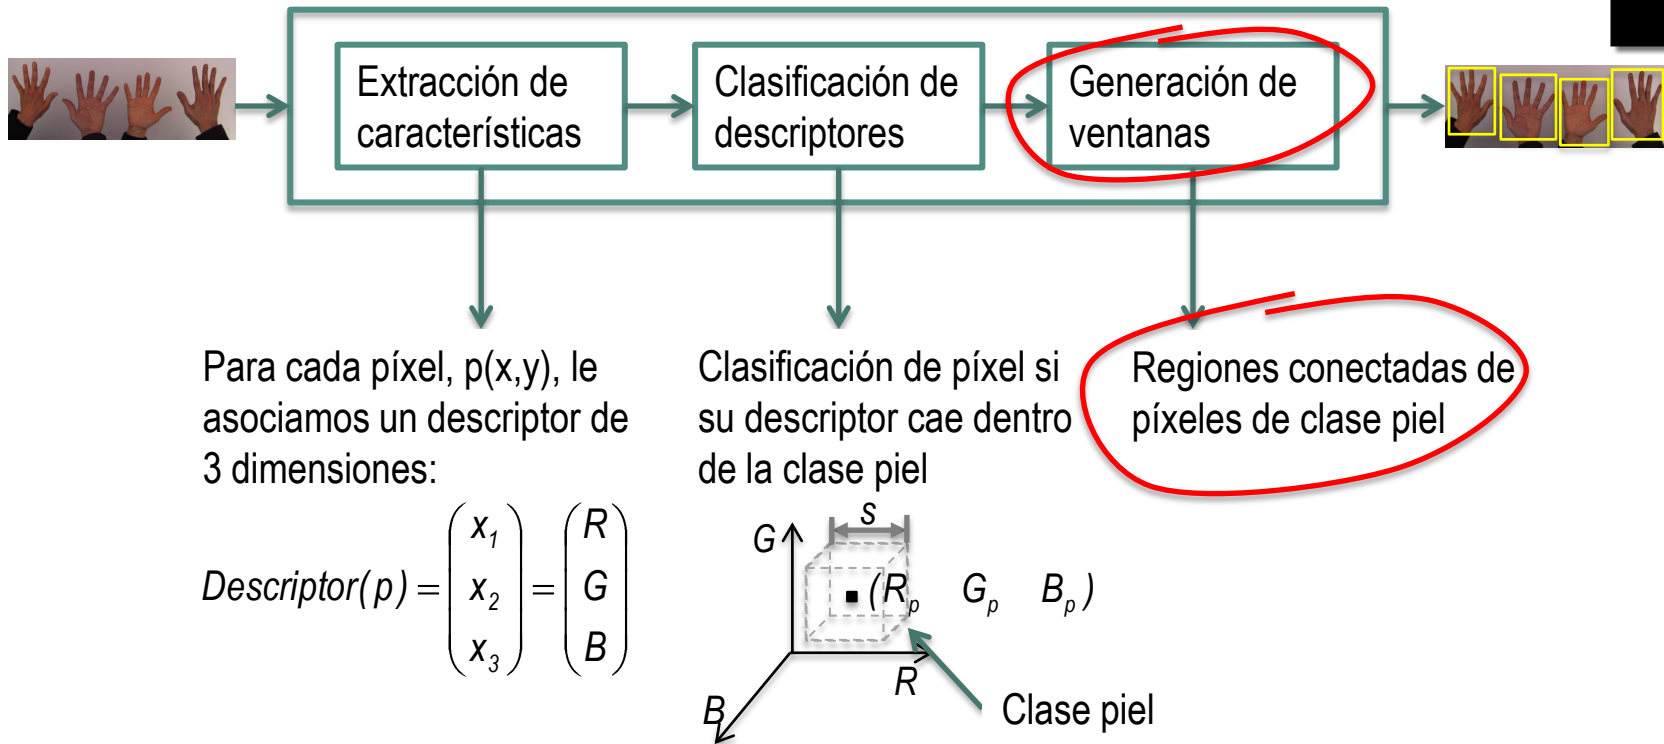 Extracción de
características
Clasificación de
descriptores
Generación de
ventanas
Para cada píxel, p(x,y), le
asociamos un descriptor de
3 dimensiones:
Descriptor(p) = (x1 x2 x3) = (R G B)
Clasificación de píxel si
su descriptor cae dentro
de la clase piel
s
G
(Rp Gp Bp)
R
B
Clase piel
Regiones conectadas de
píxeles de clase piel